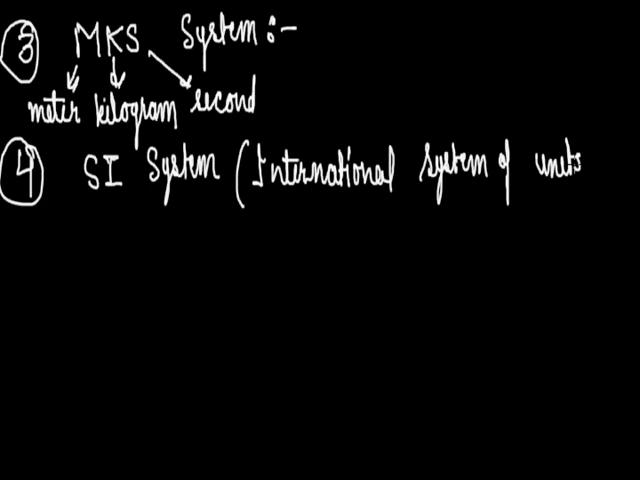 3 MKS System :-
meter kilogram second
4 SI System (International system of units